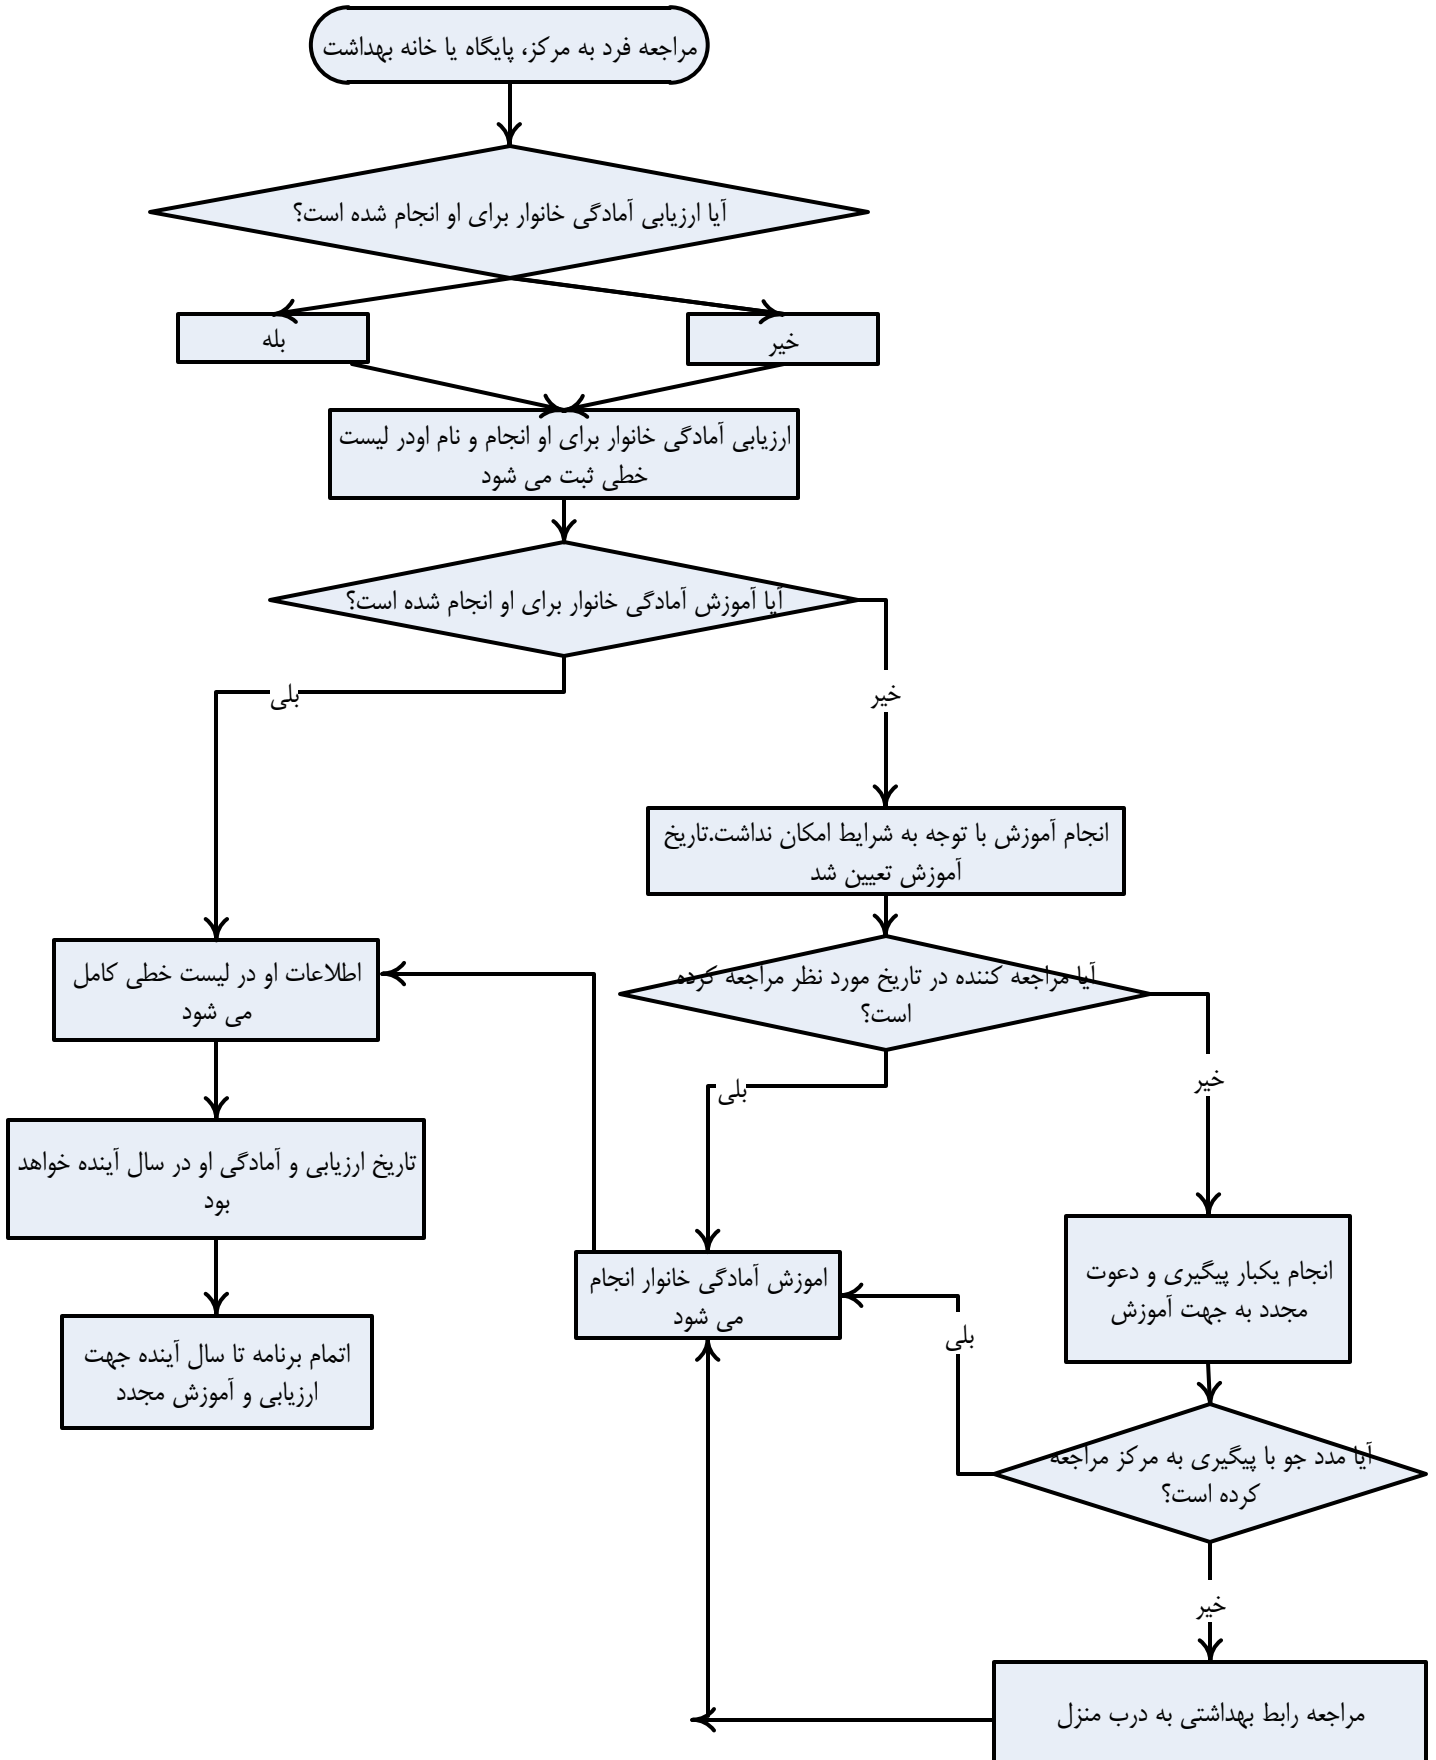 مراجعه فرد به مرکز، پایگاه یا خانه بهداشت
آیا ارزیابی آمادگی خانوار برای او انجام شده است؟
خیر
بله
ارزیابی آمادگی خانوار برای او انجام و نام اودر لیست
خطی ثبت می شود
آیا آموزش آمادگی خانوار برای او انجام شده است؟
خیر
بلی
انجام آموزش با توجه به شرایط امکان نداشت.تاریخ
آموزش تعیین شد
آیا مراجعه کننده در تاریخ مورد نظر مراجعه کرده
است؟
اطلاعات او در لیست خطی کامل
می شود
خیر
بلی
تاریخ ارزیابی و آمادگی او در سال آینده خواهد
بود
انجام یکبار پیگیری و دعوت
مجدد به جهت آموزش
اموزش آمادگی خانوار انجام
می شود
بلی
اتمام برنامه تا سال آینده جهت
ارزیابی و آموزش مجدد
آیا مدد جو با پیگیری به مرکز مراجعه
کرده است؟
خیر
مراجعه رابط بهداشتی به درب منزل